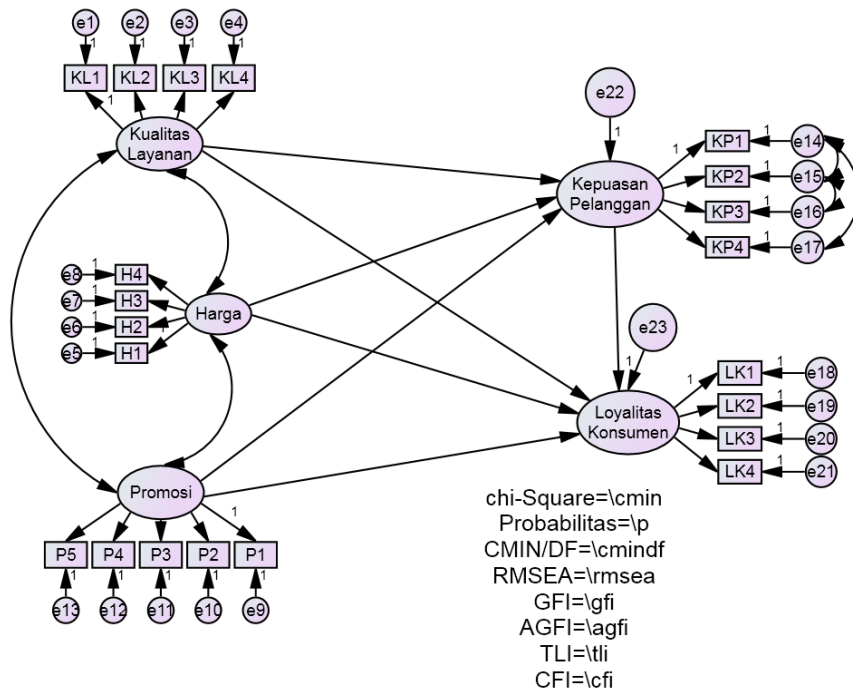 e1 e2 e3 e4
1 1 1 1
KL1 KL2 KL3 KL4
1
Kualitas
Layanan
e22
1
Kepuasan
Pelanggan
1 KP1 1 e14
KP2 1 e15
KP3 1 e16
KP4 1 e17
e8 1 H4
e7 1 H3
e6 1 H2
e5 1 H1
1
Harga
e23
1
Loyalitas
Konsumen
1 LK1 1 e18
LK2 1 e19
LK3 1 e20
LK4 1 e21
Promosi
1
P5 P4 P3 P2 P1
1 1 1 1 1
e13 e12 e11 e10 e9
chi-Square=\cmin
Probabilitas=\p
CMIN/DF=\cmindf
RMSEA=\rmsea
GFI=\gfi
AGFI=\agfi
TLI=\tli
CFI=\cfi